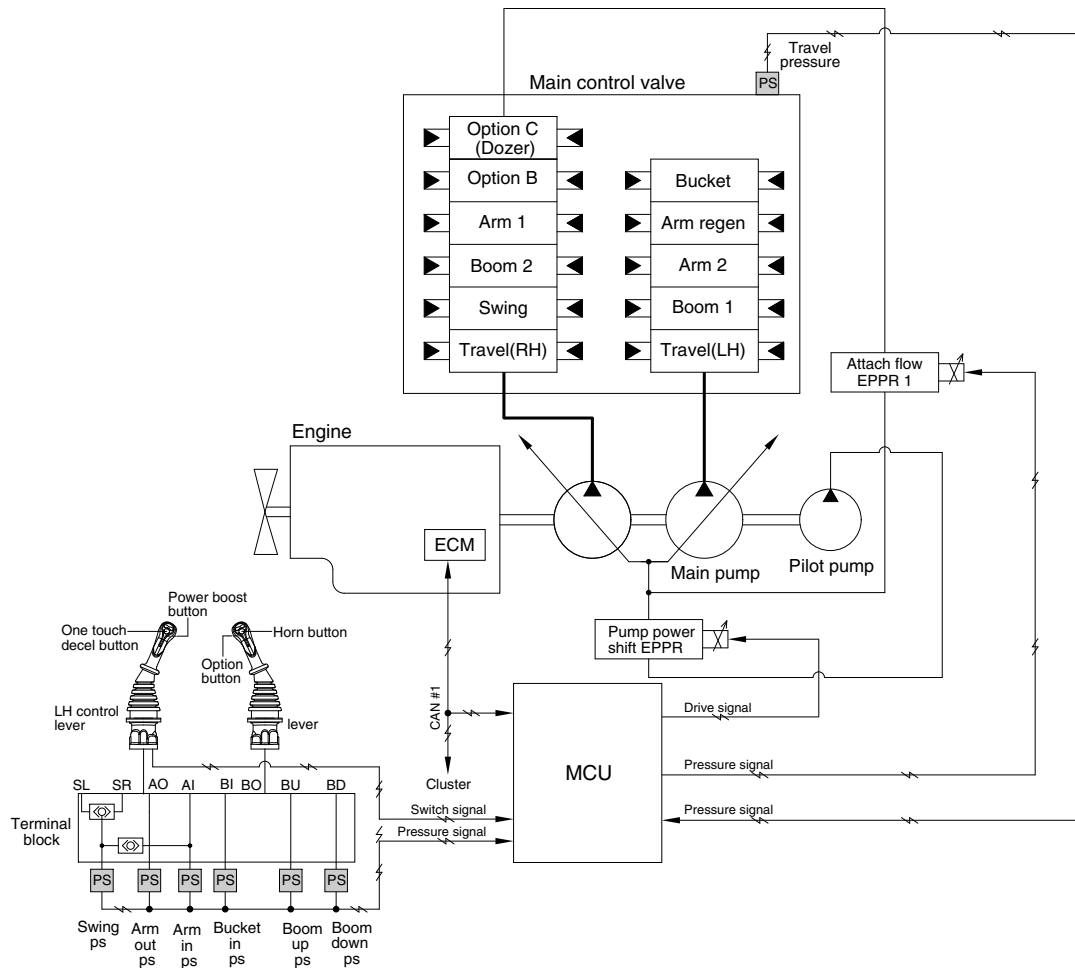 Travel
pressure
PS
Main control valve
Option C
(Dozer)
Option B
Arm 1
Boom 2
Swing
Travel(RH)
Bucket
Arm regen
Arm 2
Boom 1
Travel(LH)
Attach flow
EPPR 1
Engine
ECM
Main pump
Pilot pump
Power boost
button
One touch
decel button
Horn button
Option
button
Pump power
shift EPPR
LH control
lever
lever
CAN #1
Cluster
MCU
Drive signal
Pressure signal
Pressure signal
Switch signal
Pressure signal
SL SR AO AI BI BO BU BD
Terminal
block
PS PS PS PS PS PS
Swing
ps
Arm
out
ps
Arm
in
ps
Bucket
in
ps
Boom
up
ps
Boom
down
ps